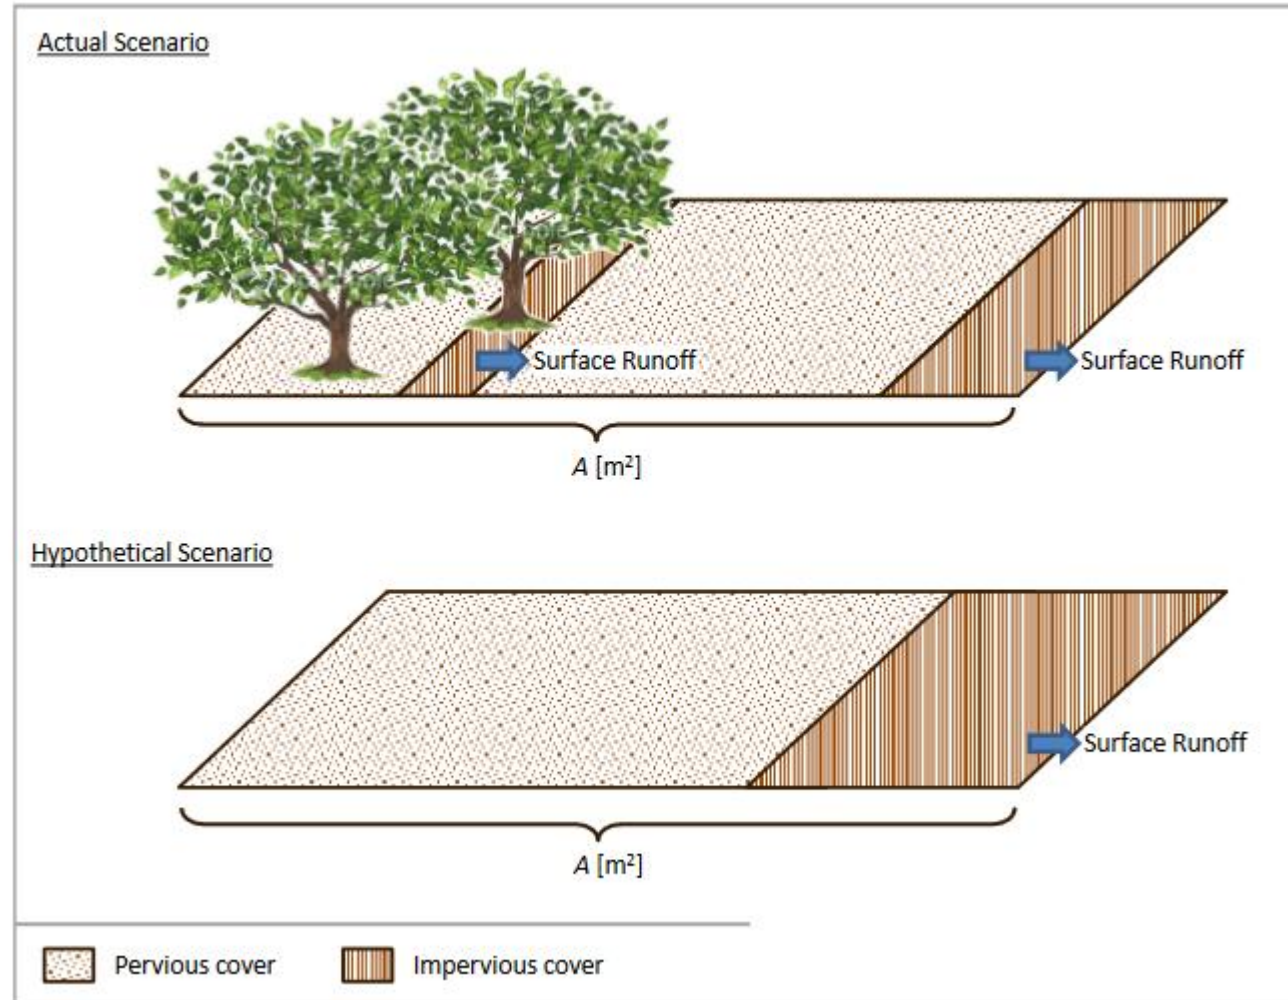 Actual Scenario
Surface Runoff
Surface Runoff
A [m²]
Hypothetical Scenario
Surface Runoff
A [m²]
Pervious cover
Impervious cover